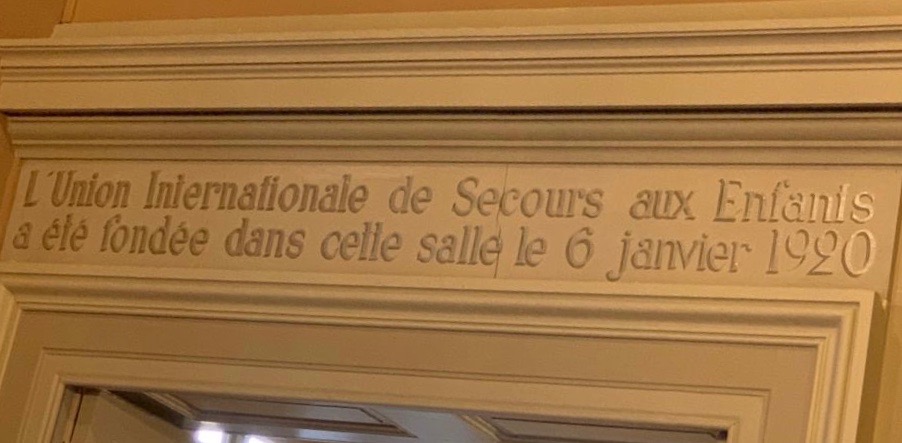 L'Union Internationale de Secours aux Enfants
a été fondée dans cette salle le 6 janvier 1920